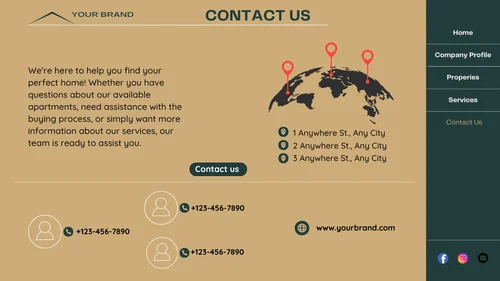 YOUR BRAND
CONTACT US
We're here to help you find your
perfect home! Whether you have
questions about our available
apartments, need assistance with the
buying process, or simply want more
information about our services, our
team is ready to assist you.
1 Anywhere St., Any City
2 Anywhere St., Any City
3 Anywhere St., Any City
Contact us
+123-456-7890
+123-456-7890
+123-456-7890
www.yourbrand.com
Home
Company Profile
Properies
Services
Contact Us